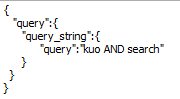 {
"query":{
"query_string":{
"query":"kuo AND search"
}
}
}